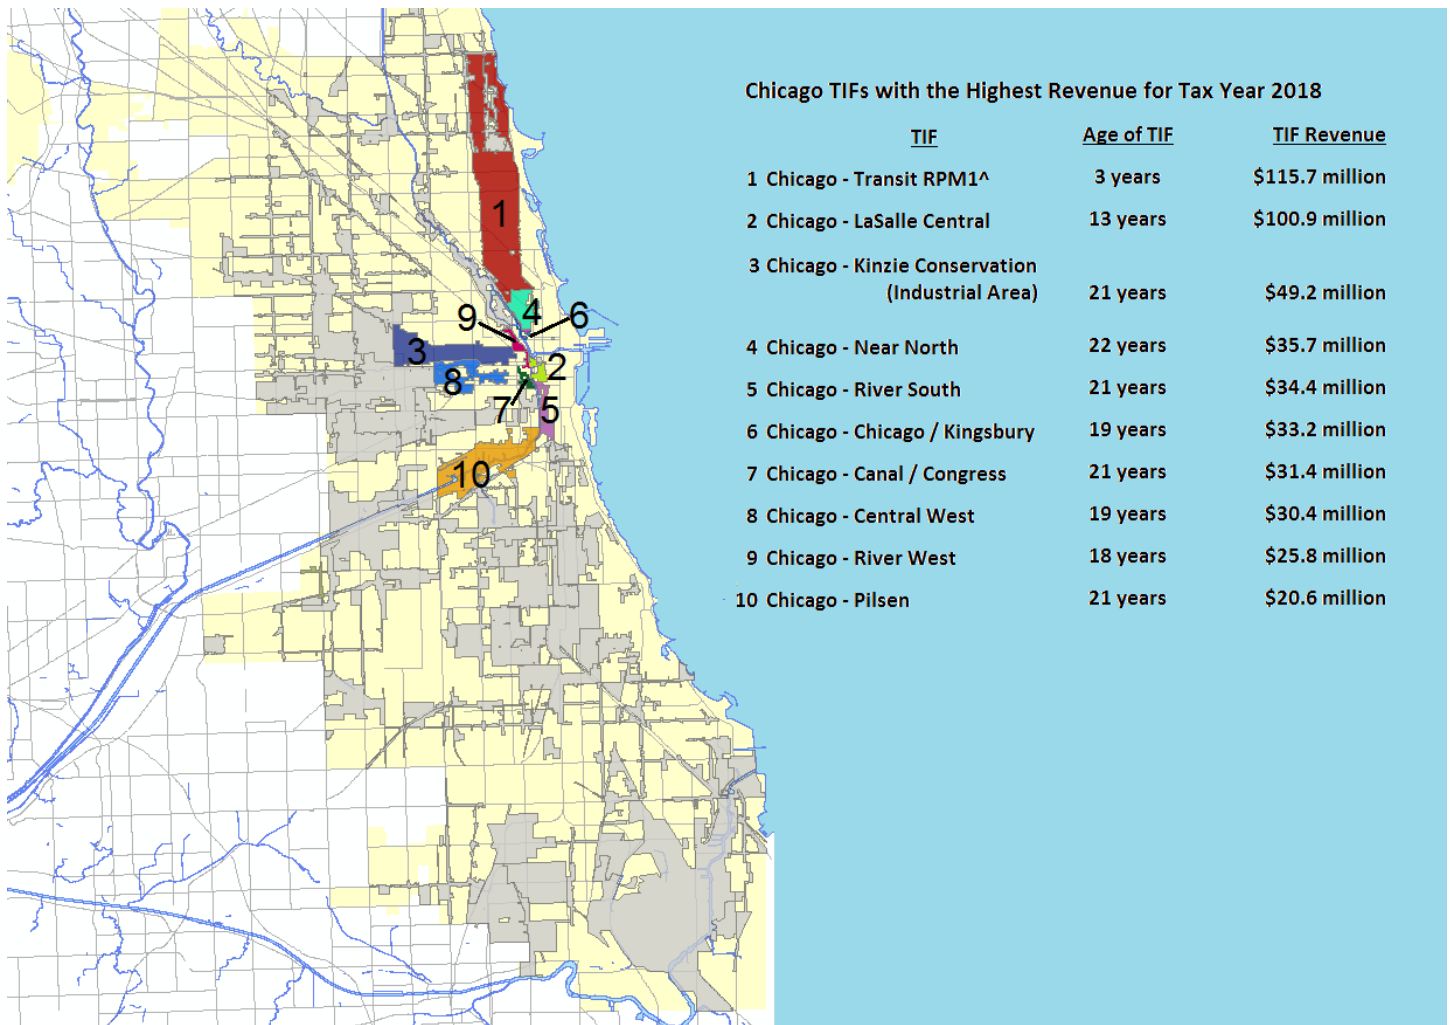 Chicago TIFs with the Highest Revenue for Tax Year 2018
TIF Age of TIF TIF Revenue
1 Chicago - Transit RPM1^ 3 years $115.7 million
2 Chicago - LaSalle Central 13 years $100.9 million
3 Chicago - Kinzie Conservation
(Industrial Area) 21 years $49.2 million
4 Chicago - Near North 22 years $35.7 million
5 Chicago - River South 21 years $34.4 million
6 Chicago - Chicago / Kingsbury 19 years $33.2 million
7 Chicago - Canal / Congress 21 years $31.4 million
8 Chicago - Central West 19 years $30.4 million
9 Chicago - River West 18 years $25.8 million
10 Chicago - Pilsen 21 years $20.6 million
1
4
9
6
3
2
8
7
5
10